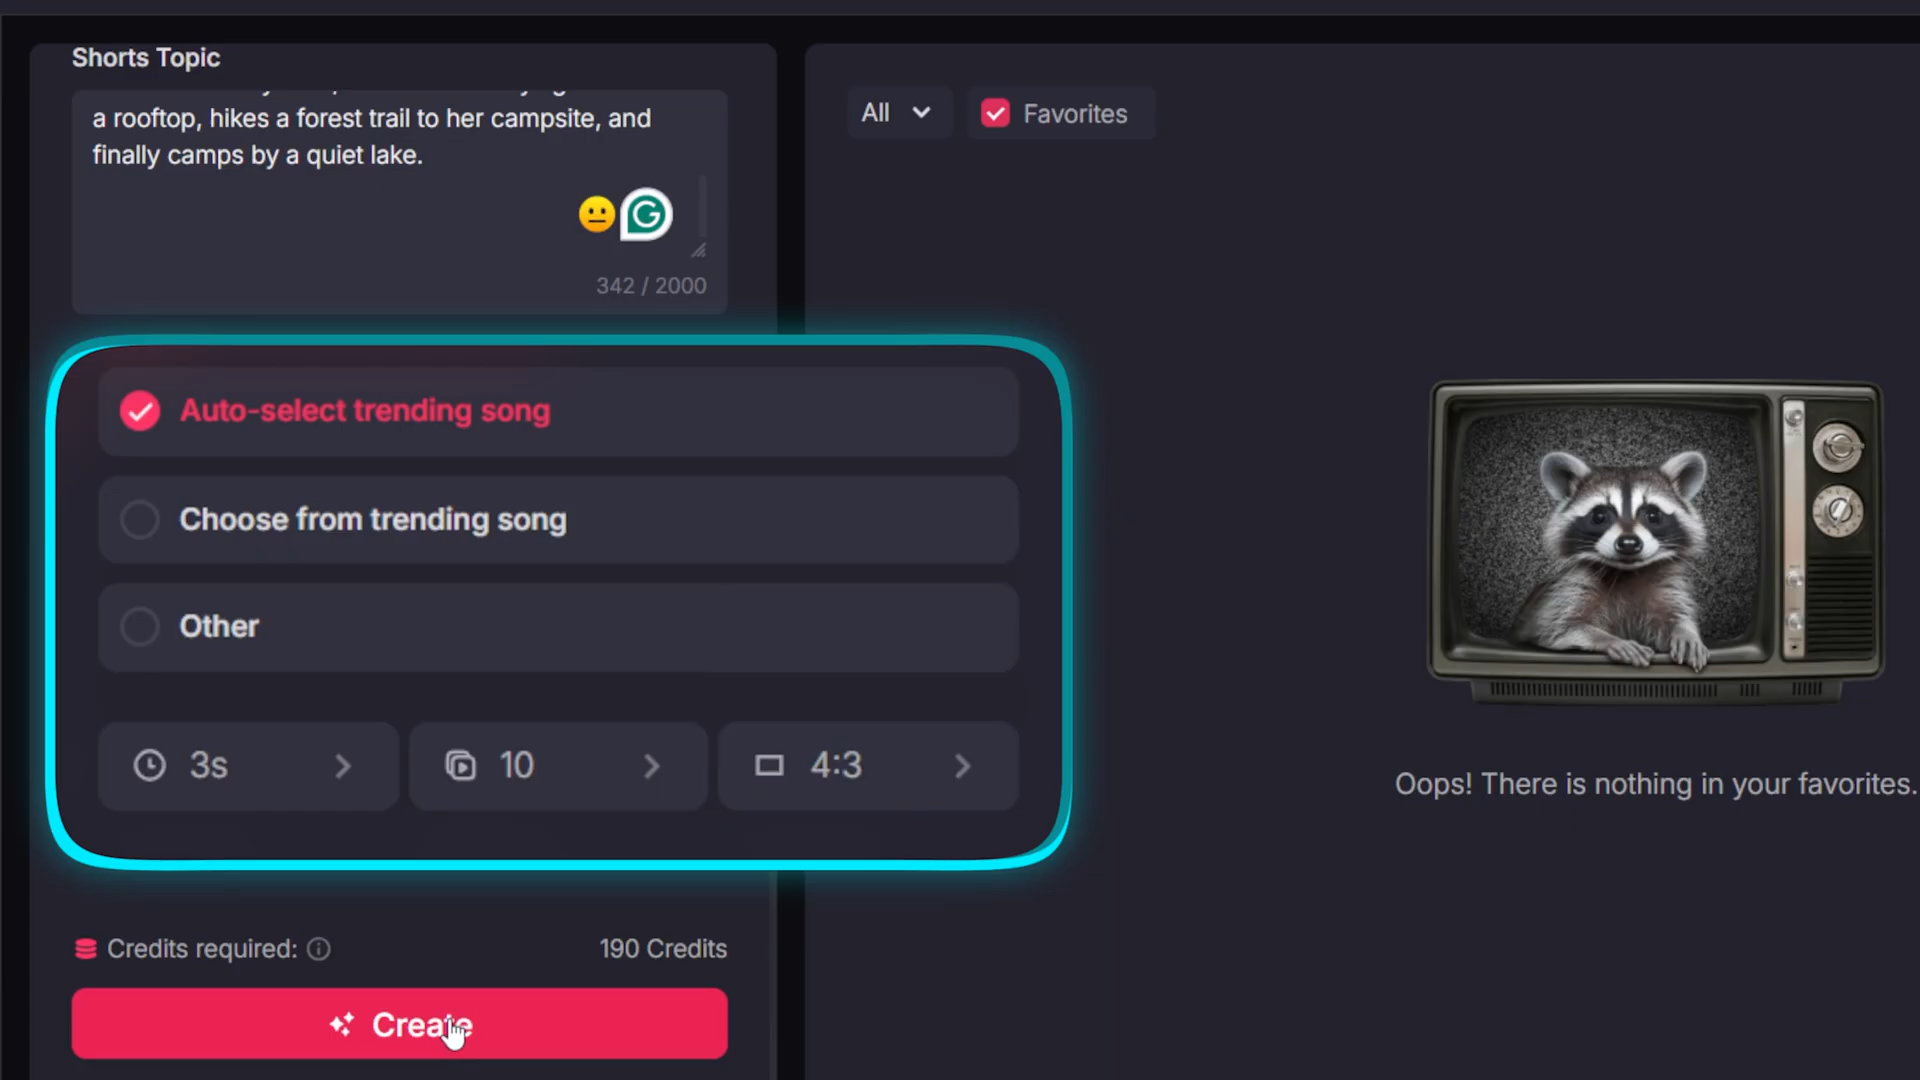 Shorts Topic
a rooftop, hikes a forest trail to her campsite, and
finally camps by a quiet lake.
342 / 2000
Auto-select trending song
Choose from trending song
Other
3s
10
4:3
Credits required:
190 Credits
Create
All
Favorites
Oops! There is nothing in your favorites.